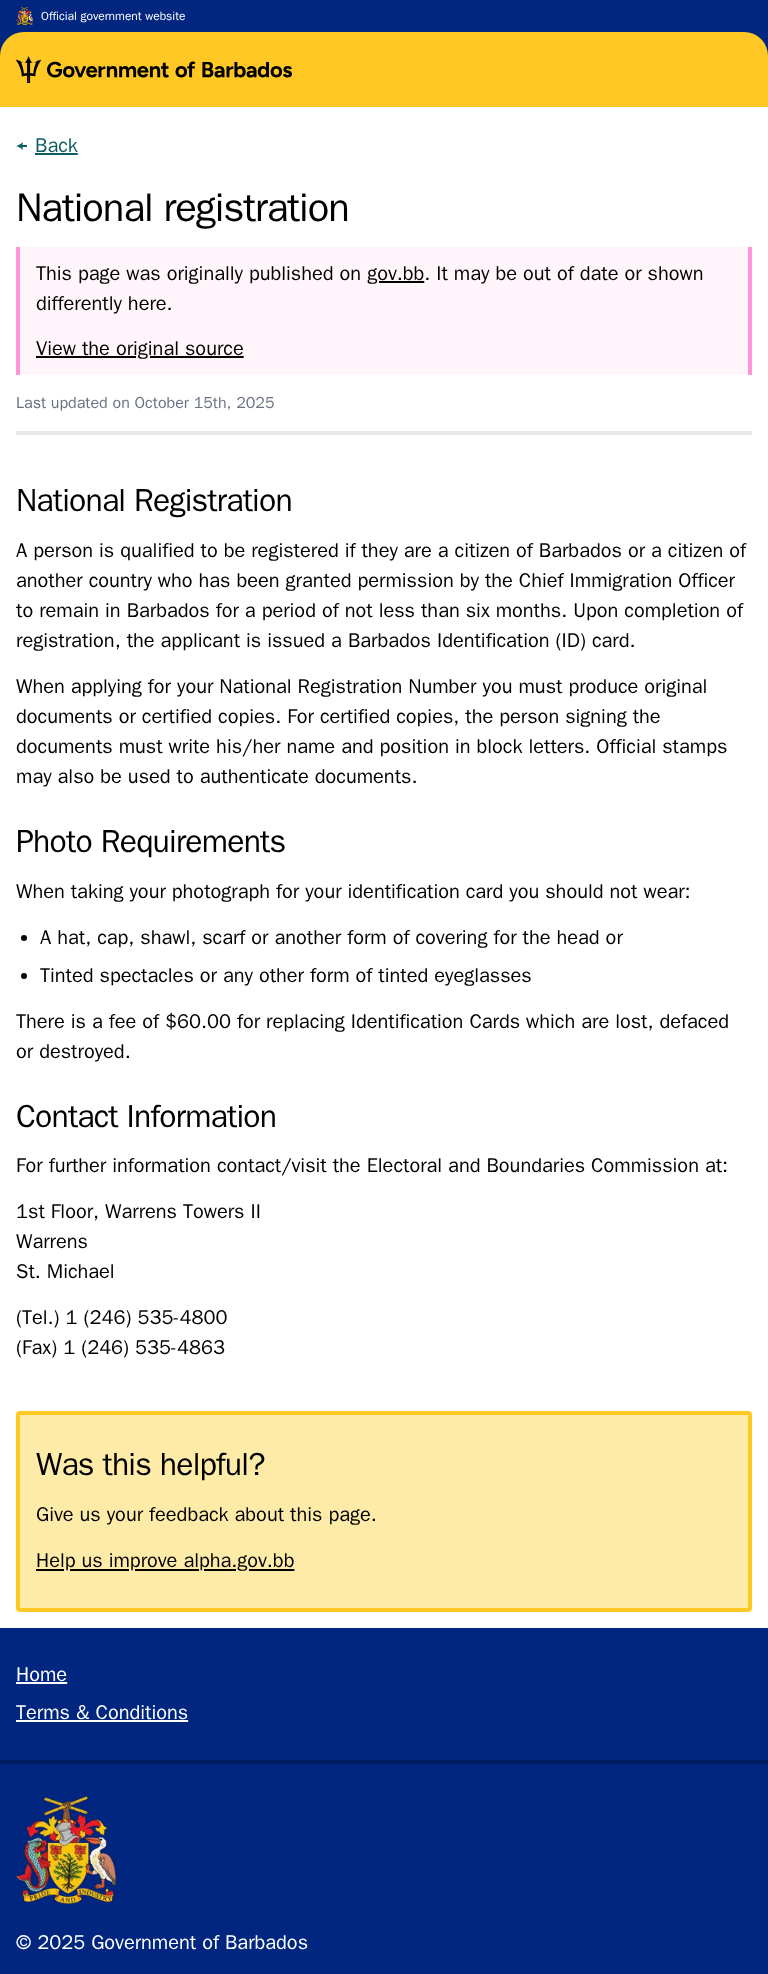 Official government website
Government of Barbados
← Back
National registration
This page was originally published on gov.bb. It may be out of date or shown
differently here.
View the original source
Last updated on October 15th, 2025
National Registration
A person is qualified to be registered if they are a citizen of Barbados or a citizen of
another country who has been granted permission by the Chief Immigration Officer
to remain in Barbados for a period of not less than six months. Upon completion of
registration, the applicant is issued a Barbados Identification (ID) card.
When applying for your National Registration Number you must produce original
documents or certified copies. For certified copies, the person signing the
documents must write his/her name and position in block letters. Official stamps
may also be used to authenticate documents.
Photo Requirements
When taking your photograph for your identification card you should not wear:
• A hat, cap, shawl, scarf or another form of covering for the head or
• Tinted spectacles or any other form of tinted eyeglasses
There is a fee of $60.00 for replacing Identification Cards which are lost, defaced
or destroyed.
Contact Information
For further information contact/visit the Electoral and Boundaries Commission at:
1st Floor, Warrens Towers II
Warrens
St. Michael
(Tel.) 1 (246) 535-4800
(Fax) 1 (246) 535-4863
Was this helpful?
Give us your feedback about this page.
Help us improve alpha.gov.bb
Home
Terms & Conditions
PRIDE AND INDUSTRY
© 2025 Government of Barbados